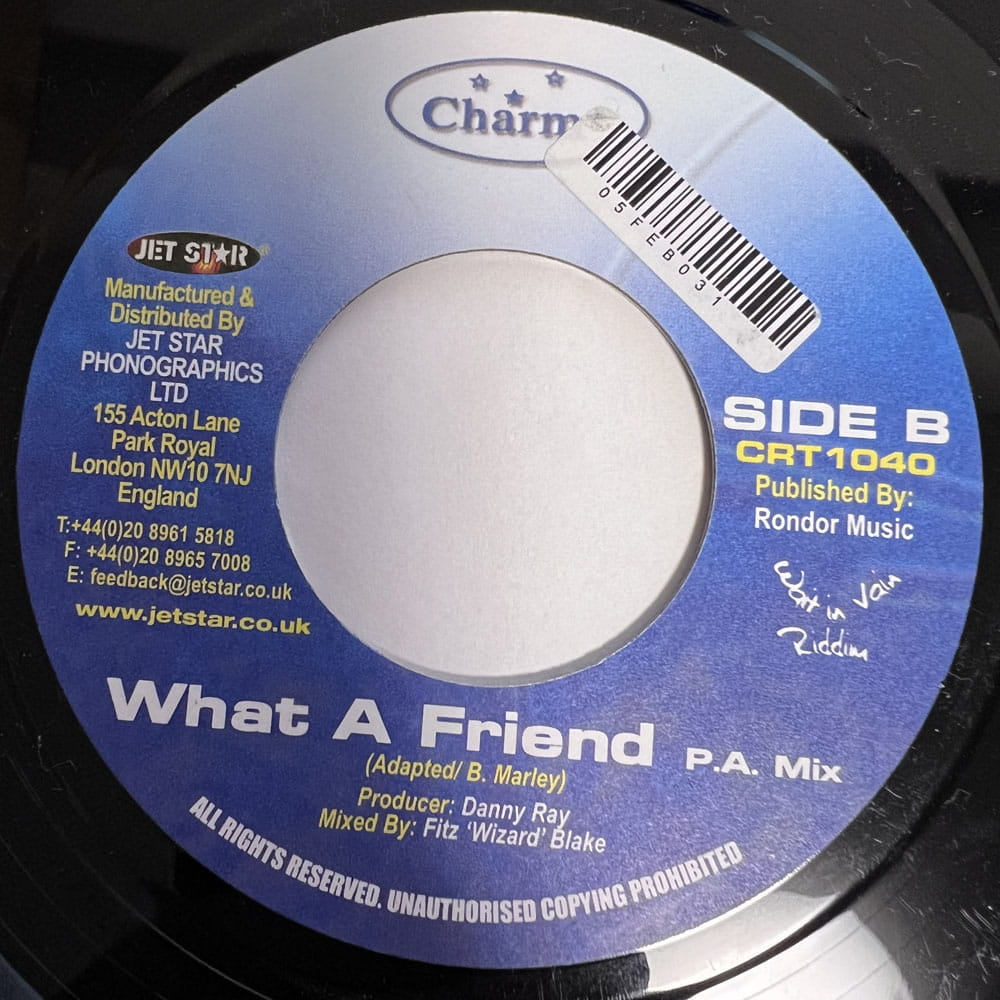 Charm
05FEB031
JET STAR
Manufactured &
Distributed By
JET STAR
PHONOGRAPHICS
LTD
155 Acton Lane
Park Royal
London NW10 7NJ
England
T:+44(0)20 8961 5818
F: +44(0)20 8965 7008
E: feedback@jetstar.co.uk
www.jetstar.co.uk
SIDE B
CRT1040
Published By:
Rondor Music
Wait in Vain
Riddim
What A Friend P.A. Mix
(Adapted/ B. Marley)
Producer: Danny Ray
Mixed By: Fitz 'Wizard' Blake
ALL RIGHTS RESERVED. UNAUTHORISED COPYING PROHIBITED